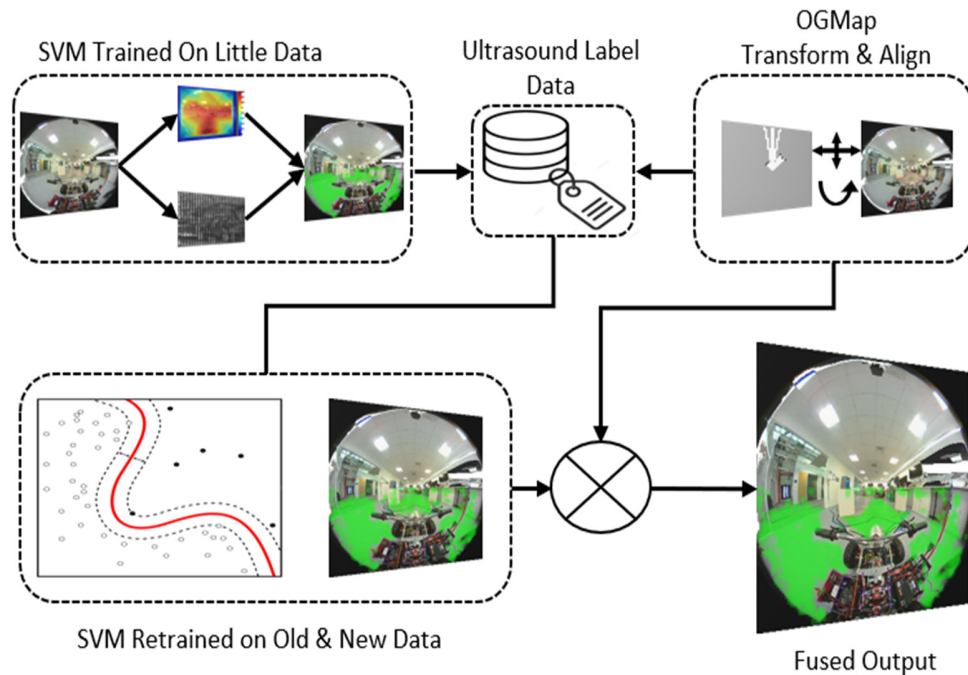 SVM Trained On Little Data
Ultrasound Label
Data
OGMap
Transform & Align
SVM Retrained on Old & New Data
Fused Output